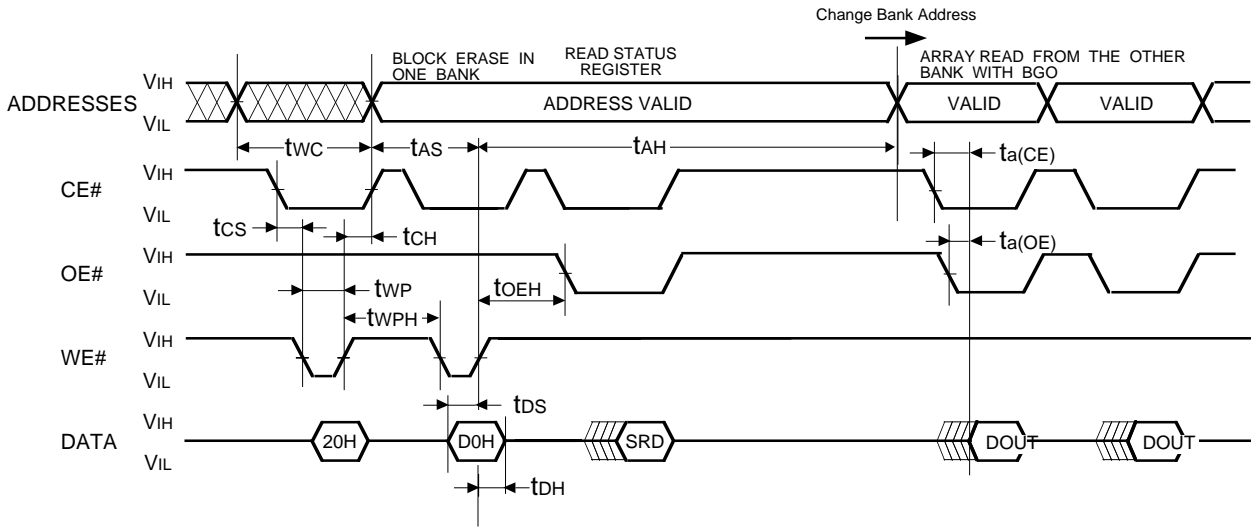 Change Bank Address
BLOCK ERASE IN
ONE BANK
READ STATUS
REGISTER
ARRAY READ FROM THE OTHER
BANK WITH BGO
ADDRESSES
VIH
VIL
ADDRESS VALID
VALID
VALID
tWC
tAS
tAH
ta(CE)
CE#
VIH
VIL
tCS
tCH
ta(OE)
OE#
VIH
VIL
tWP
tOEH
tWPH
WE#
VIH
VIL
tDS
DATA
VIH
VIL
20H
D0H
SRD
DOUT
DOUT
tDH